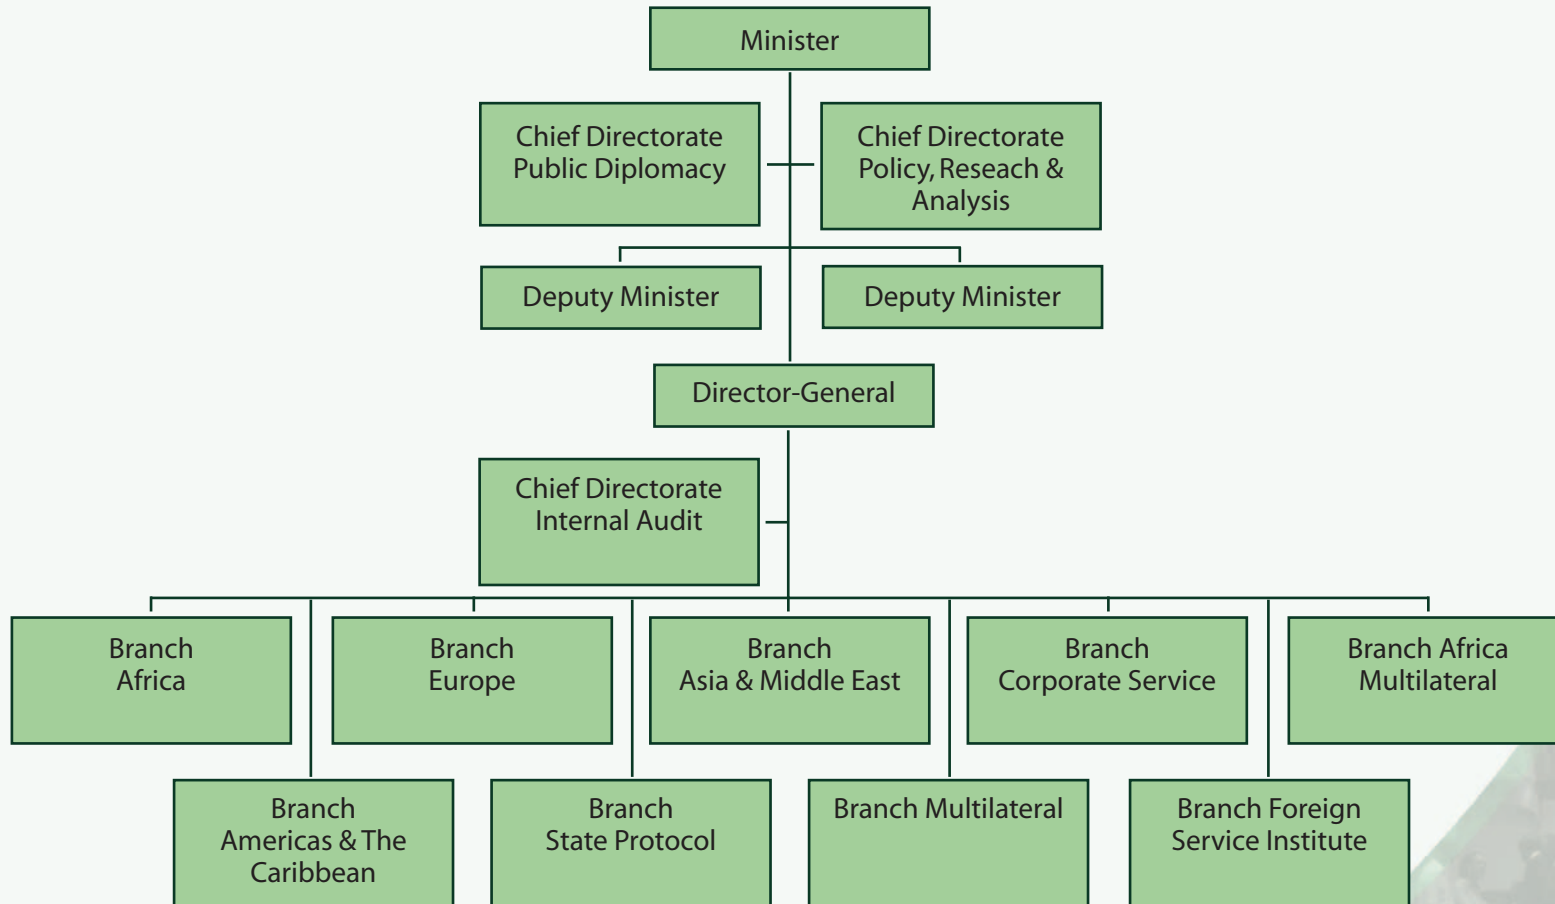 Minister
Chief Directorate
Public Diplomacy
Chief Directorate
Policy, Reseach &
Analysis
Deputy Minister
Deputy Minister
Director-General
Chief Directorate
Internal Audit
Branch
Africa
Branch
Europe
Branch
Asia & Middle East
Branch
Corporate Service
Branch Africa
Multilateral
Branch
Americas & The
Caribbean
Branch
State Protocol
Branch Multilateral
Branch Foreign
Service Institute